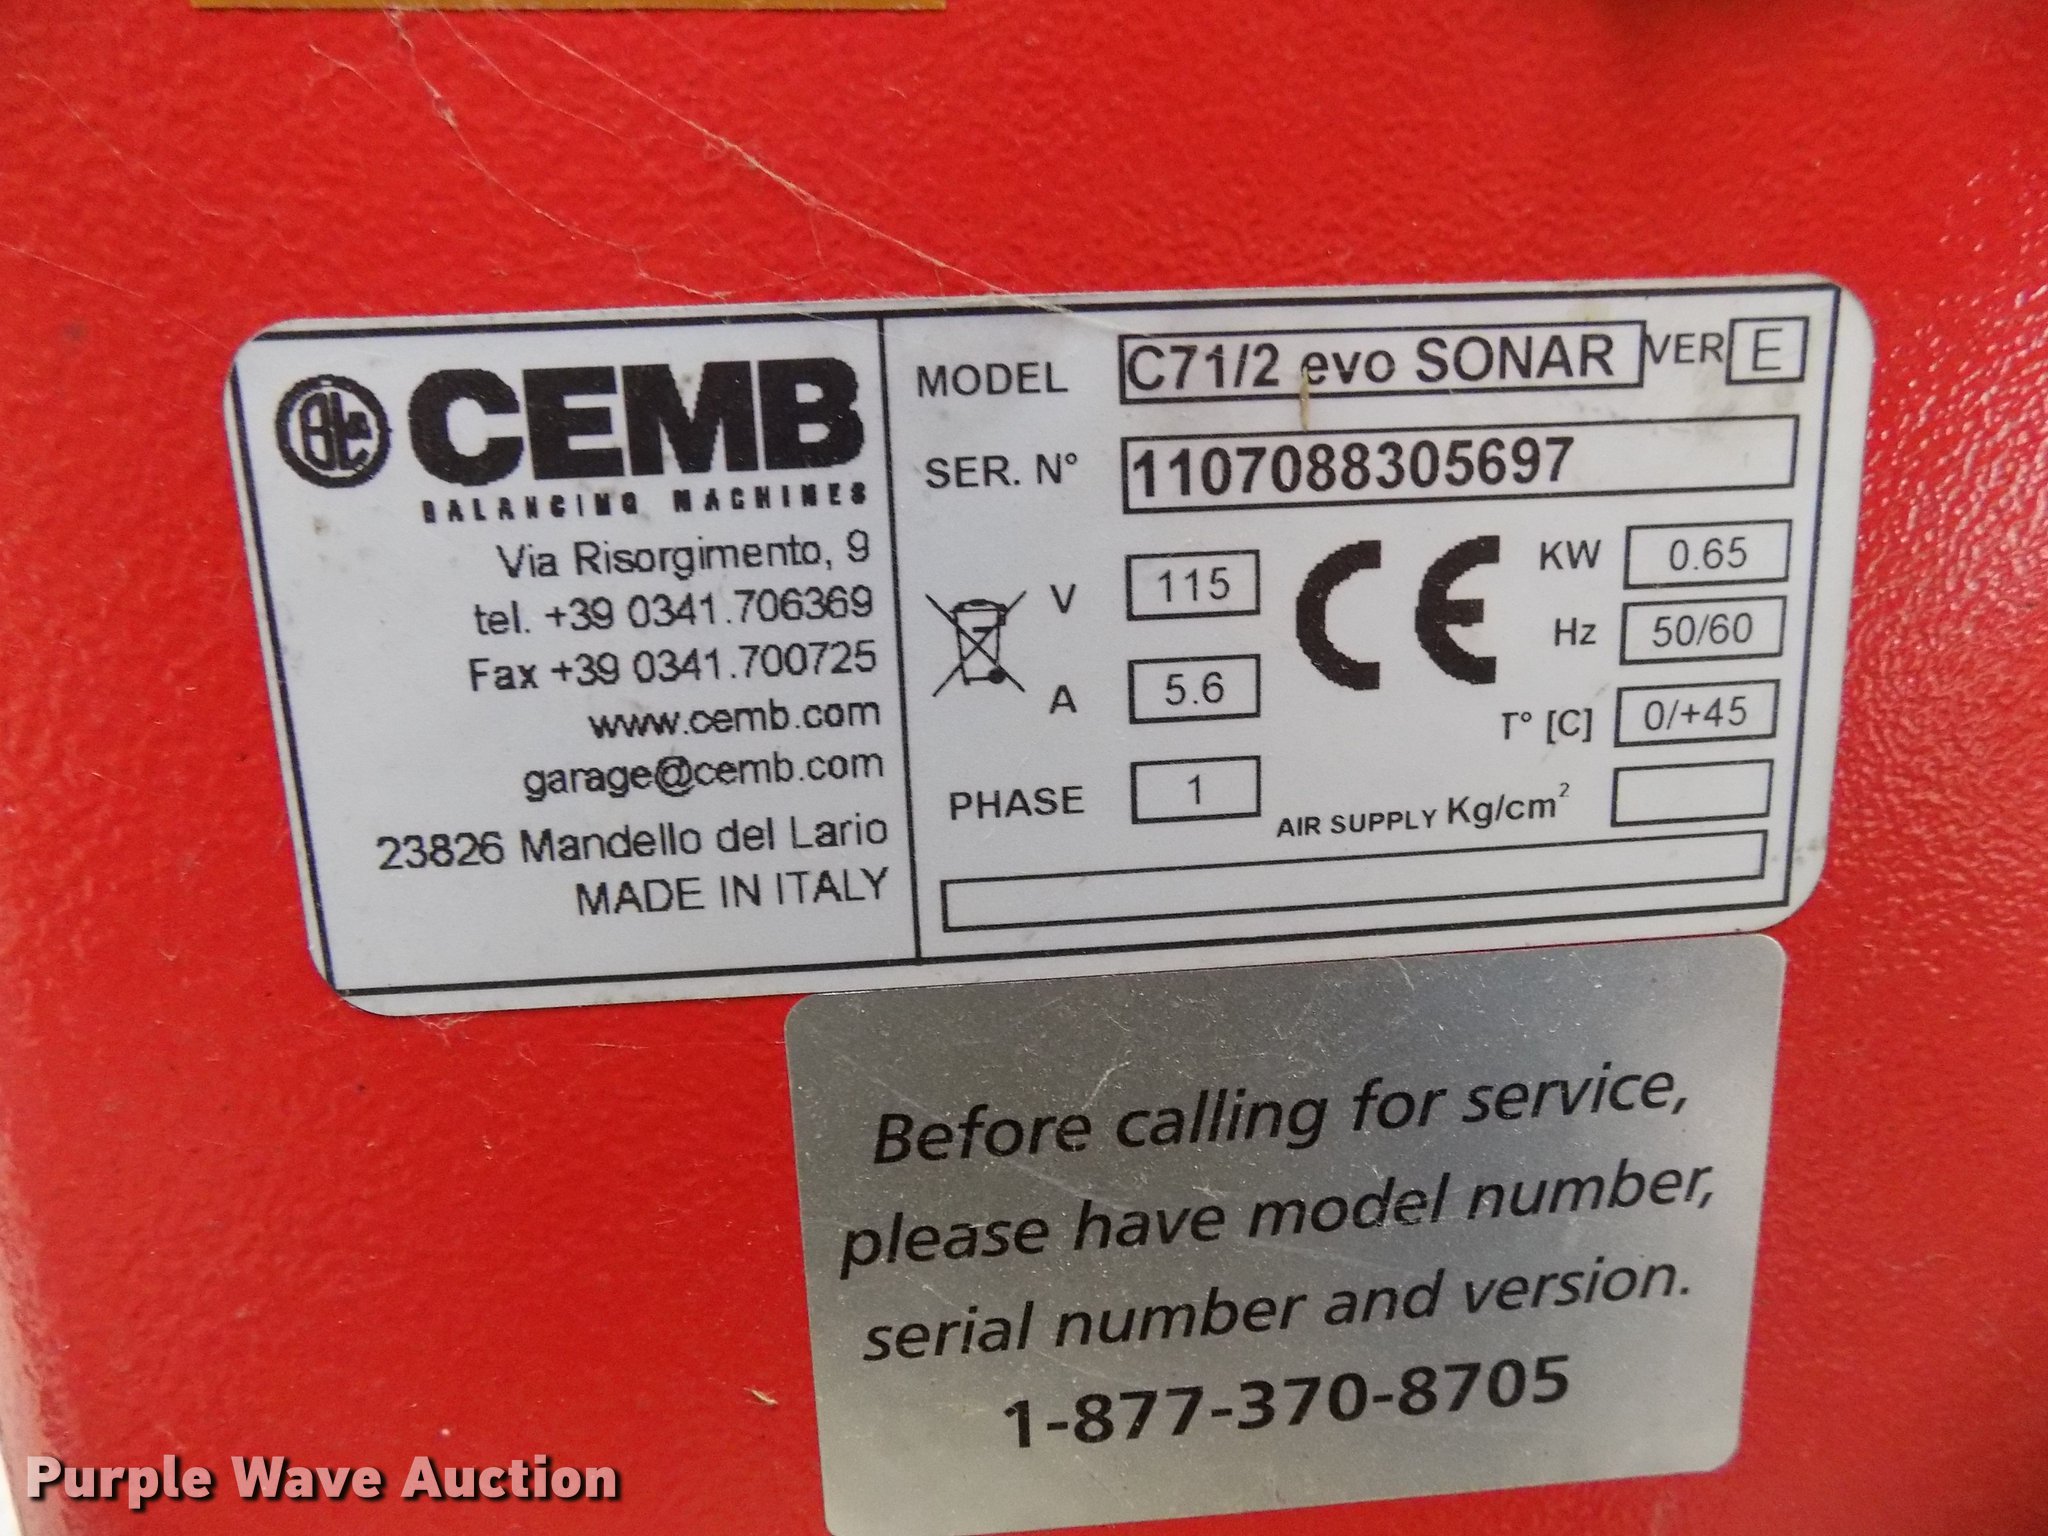 CEMB
BALANCING MACHINES
Via Risorgimento, 9
tel. +39 0341.706369
Fax +39 0341.700725
www.cemb.com
garage@cemb.com
23826 Mandello del Lario
MADE IN ITALY
MODEL C71/2 evo SONAR VER E
SER. N° 1107088305697
V 115
A 5.6
PHASE 1
CE
KW 0.65
Hz 50/60
T° [C] 0/+45
AIR SUPPLY Kg/cm²
Before calling for service,
please have model number,
serial number and version.
1-877-370-8705
Purple Wave Auction